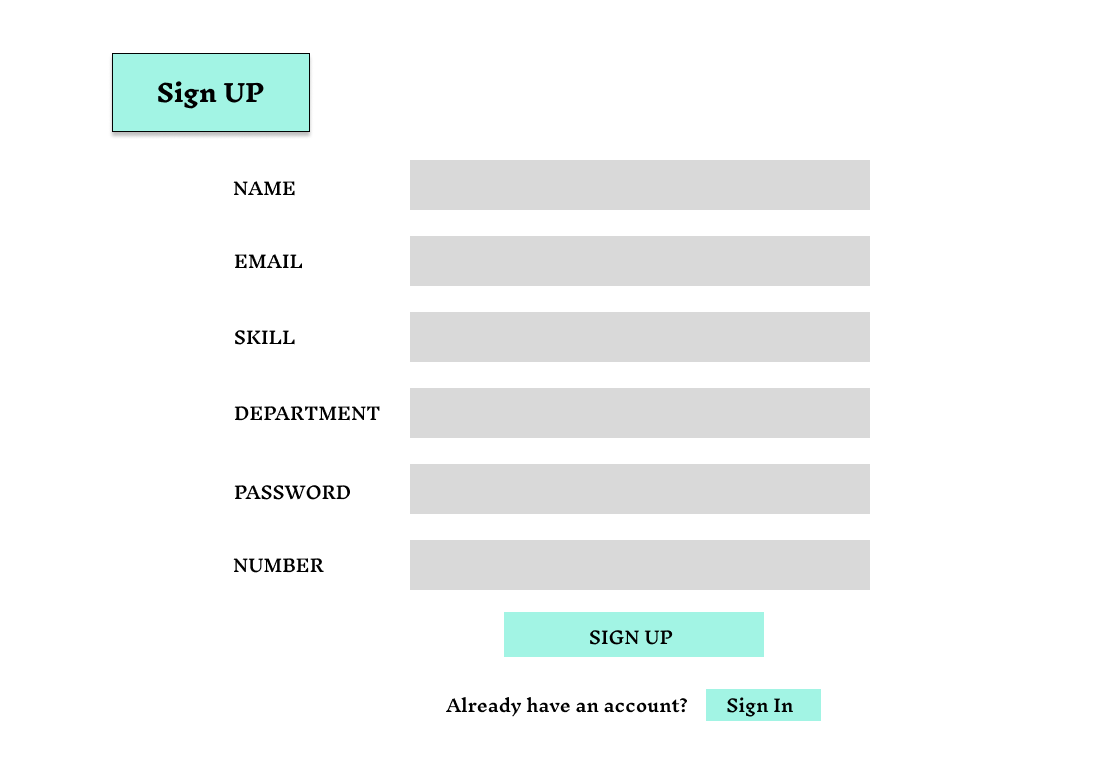 Sign UP
NAME
EMAIL
SKILL
DEPARTMENT
PASSWORD
NUMBER
SIGN UP
Already have an account? Sign In